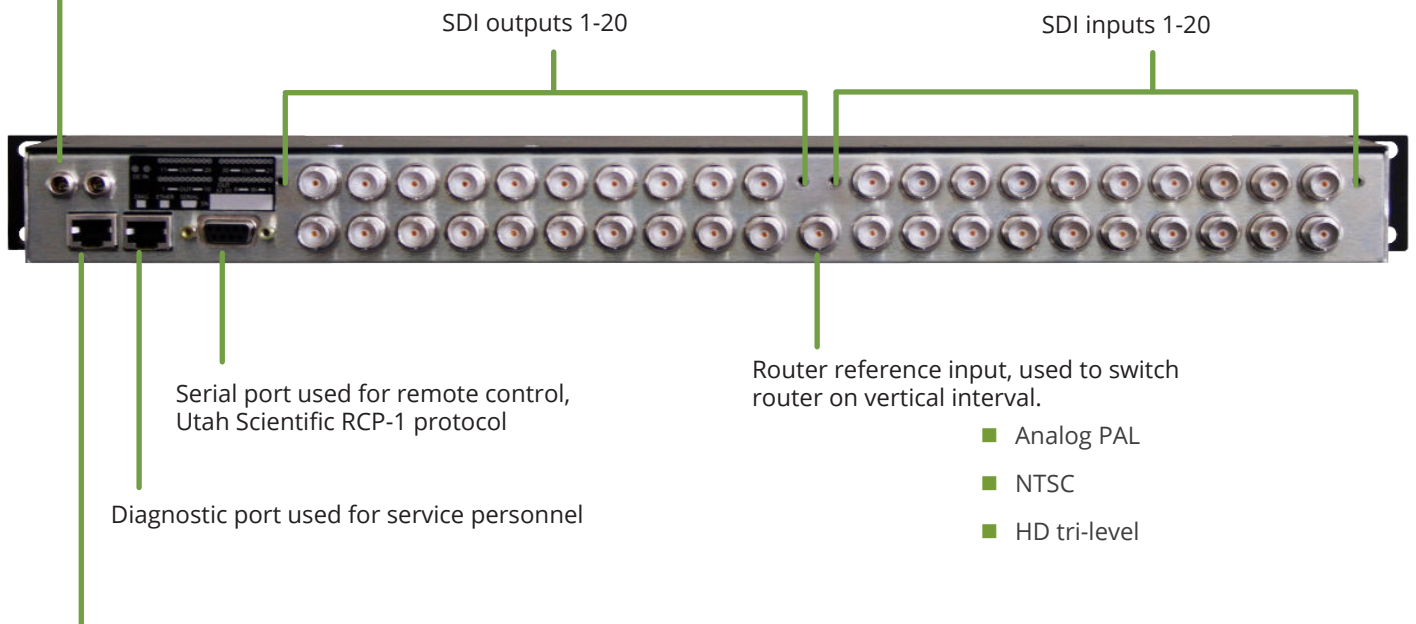 SDI outputs 1-20
SDI inputs 1-20
Serial port used for remote control,
Utah Scientific RCP-1 protocol
Router reference input, used to switch
router on vertical interval.
Analog PAL
NTSC
HD tri-level
Diagnostic port used for service personnel